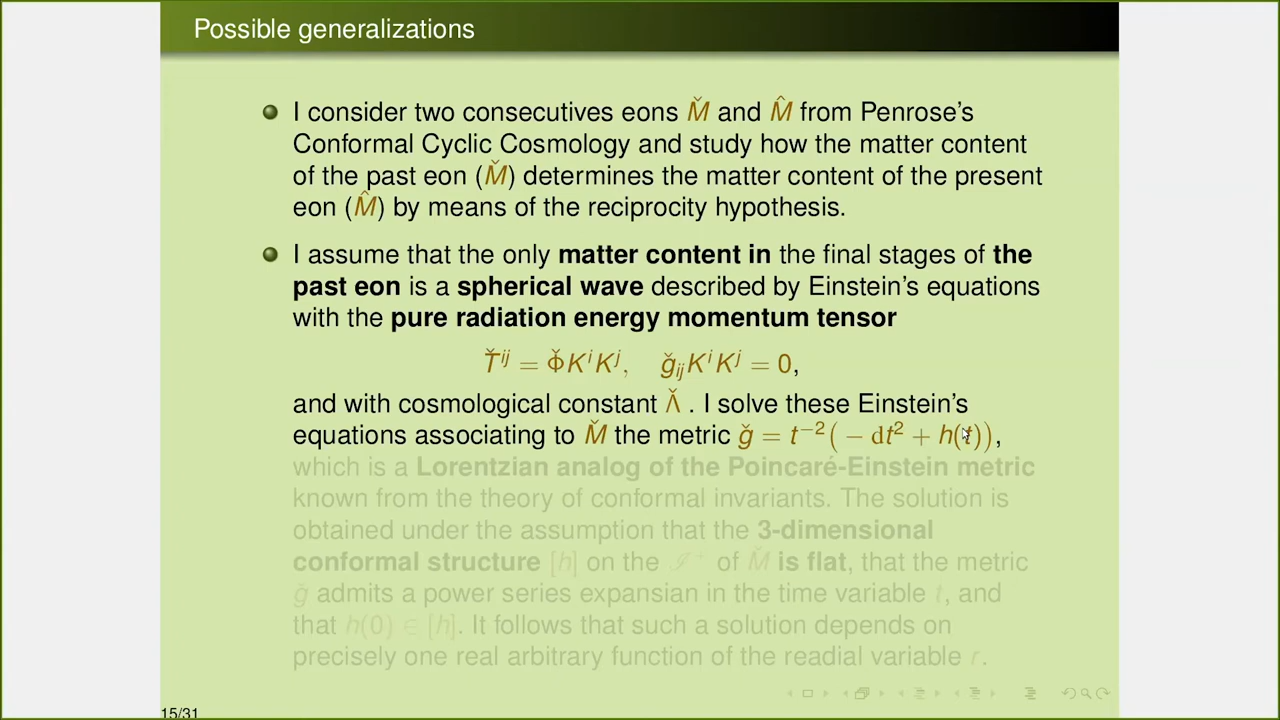 Possible generalizations
I consider two consecutives eons M̌ and M̂ from Penrose's
Conformal Cyclic Cosmology and study how the matter content
of the past eon (M̌) determines the matter content of the present
eon (M̂) by means of the reciprocity hypothesis.
I assume that the only matter content in the final stages of the
past eon is a spherical wave described by Einstein's equations
with the pure radiation energy momentum tensor
Ť^{ij} = Φ̌K^iK^j, ǧ_{ij}K^iK^j = 0,
and with cosmological constant Λ̌ . I solve these Einstein's
equations associating to M̌ the metric ǧ = t^{−2}(− dt^2 + h(t)),
which is a Lorentzian analog of the Poincaré-Einstein metric
known from the theory of conformal invariants. The solution is
obtained under the assumption that the 3-dimensional
conformal structure [h] on the ℐ^+ of M̌ is flat, that the metric
ǧ admits a power series expansian in the time variable t, and
that h(0) ∈ [h]. It follows that such a solution depends on
precisely one real arbitrary function of the readial variable r.
15/31